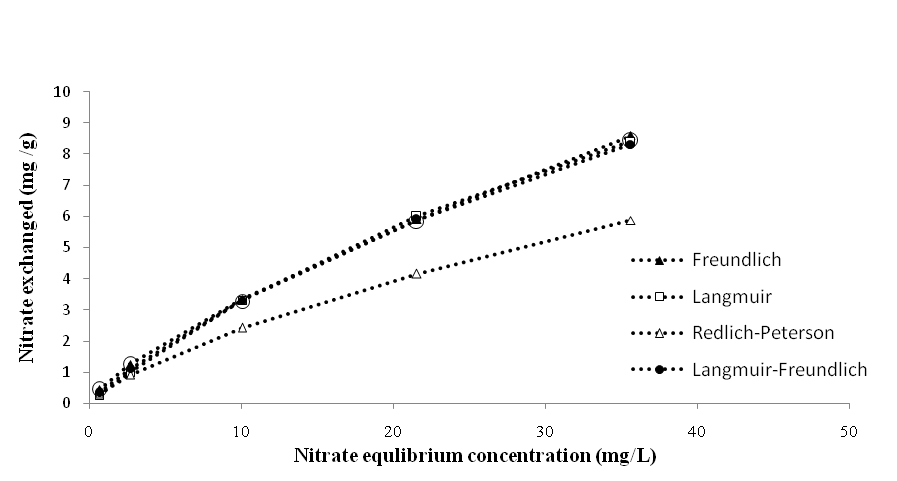 10
9
8
7
6
5
4
3
2
1
0
Nitrate exchanged (mg /g)
0 10 20 30 40 50
Nitrate equlibrium concentration (mg/L)
Freundlich
Langmuir
Redlich-Peterson
Langmuir-Freundlich